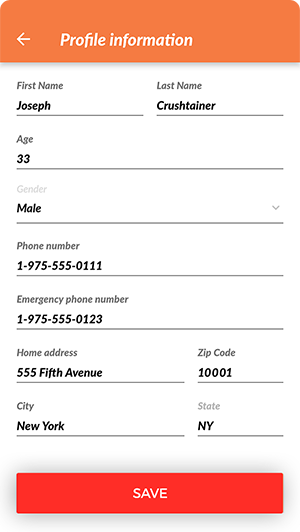 Profile information
First Name Last Name
Joseph Crushtainer
Age
33
Gender
Male
Phone number
1-975-555-0111
Emergency phone number
1-975-555-0123
Home address Zip Code
555 Fifth Avenue 10001
City State
New York NY
SAVE